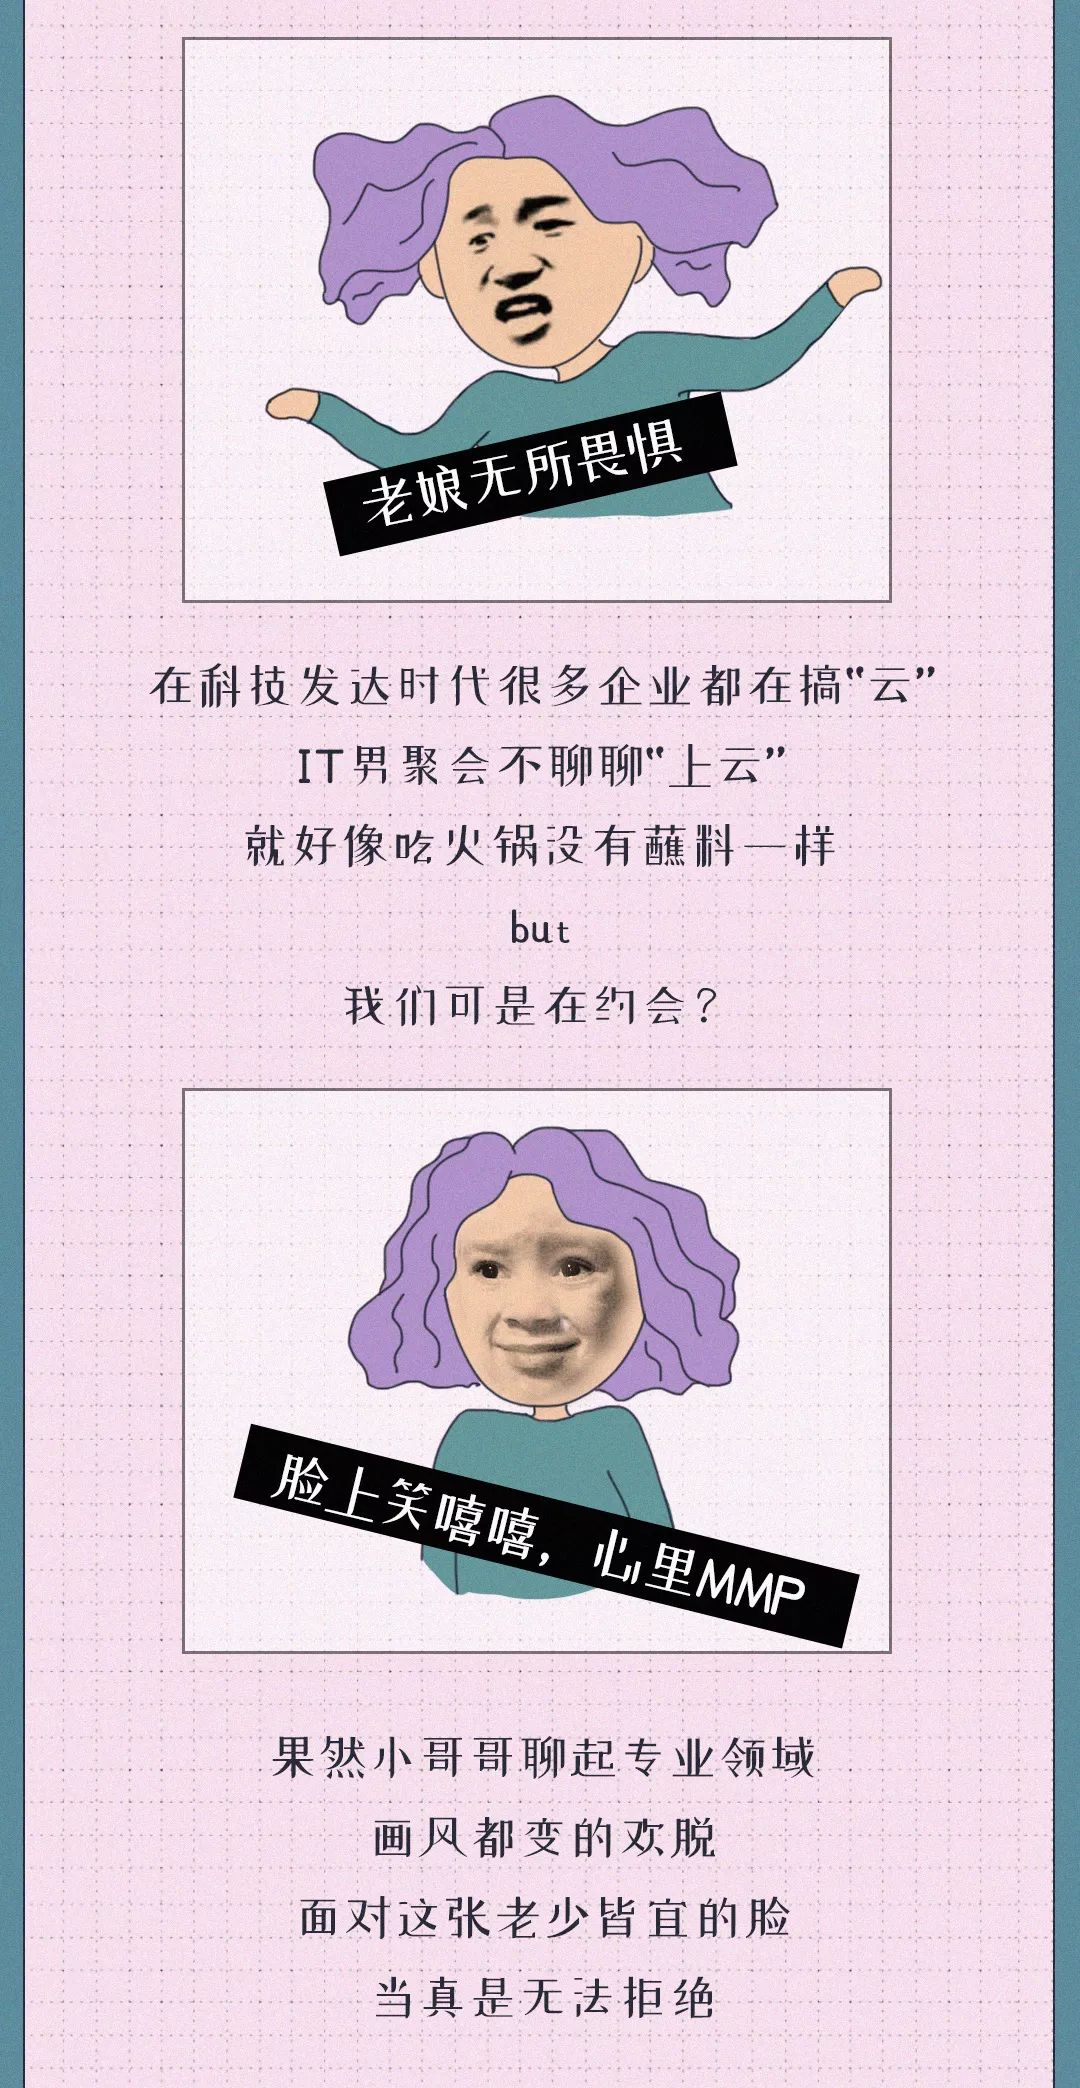 老娘无所畏惧
在科技发达时代很多企业都在搞“云”
IT男聚会不聊聊“上云”
就好像吃火锅没有蘸料一样
but
我们可是在约会？
脸上笑嘻嘻，心里MMP
果然小哥哥聊起专业领域
画风都变的欢脱
面对这张老少皆宜的脸
当真是无法拒绝